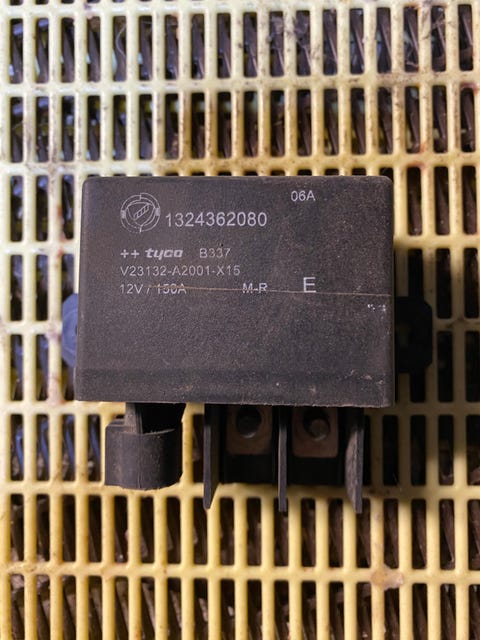 06A
1324362080
++ tyco B337
V23132-A2001-X15
12V / 150A M-R E